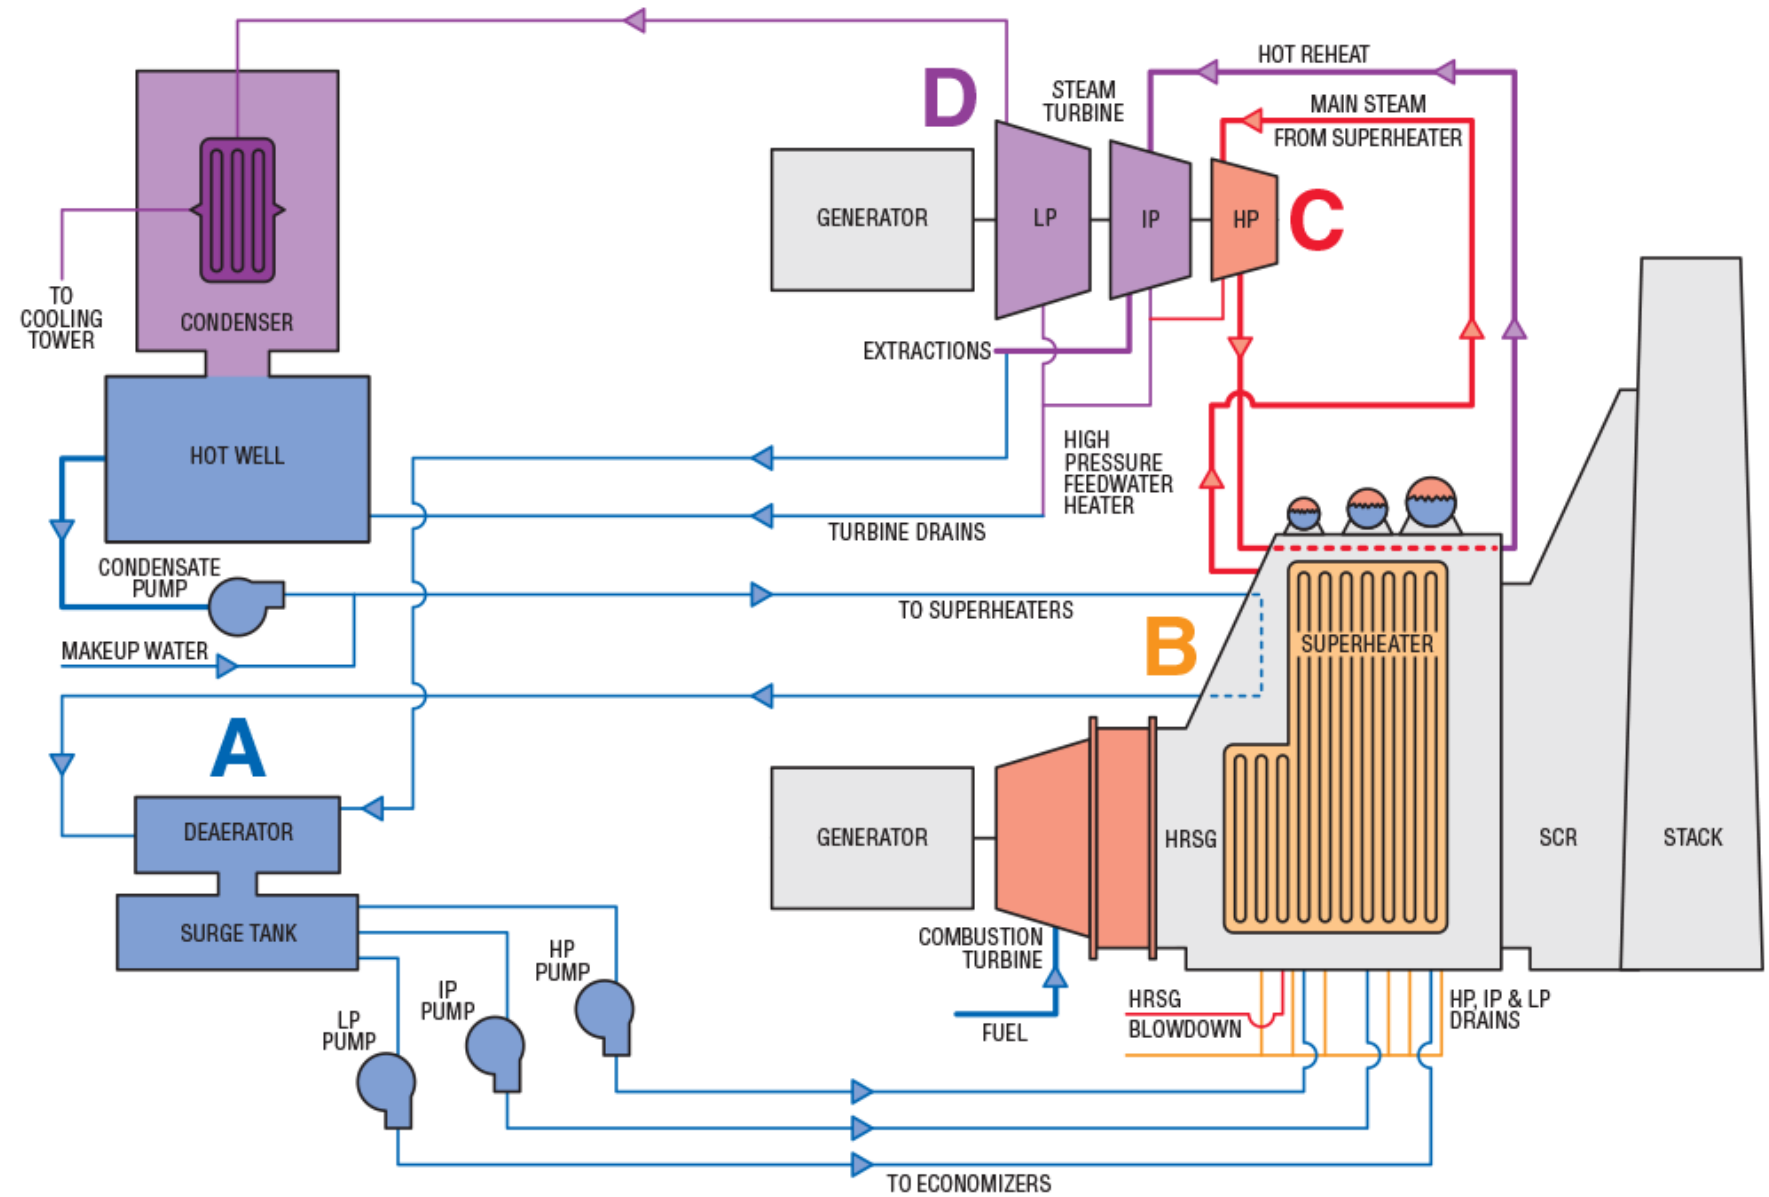 HOT REHEAT
D
STEAM
TURBINE
MAIN STEAM
FROM SUPERHEATER
GENERATOR
LP
IP
HP
C
TO
COOLING
TOWER
CONDENSER
EXTRACTIONS
HOT WELL
HIGH
PRESSURE
FEEDWATER
HEATER
TURBINE DRAINS
CONDENSATE
PUMP
TO SUPERHEATERS
MAKEUP WATER
B
SUPERHEATER
A
DEAERATOR
GENERATOR
HRSG
SCR
STACK
SURGE TANK
COMBUSTION
TURBINE
HP
PUMP
IP
PUMP
LP
PUMP
FUEL
HRSG
BLOWDOWN
HP, IP & LP
DRAINS
TO ECONOMIZERS